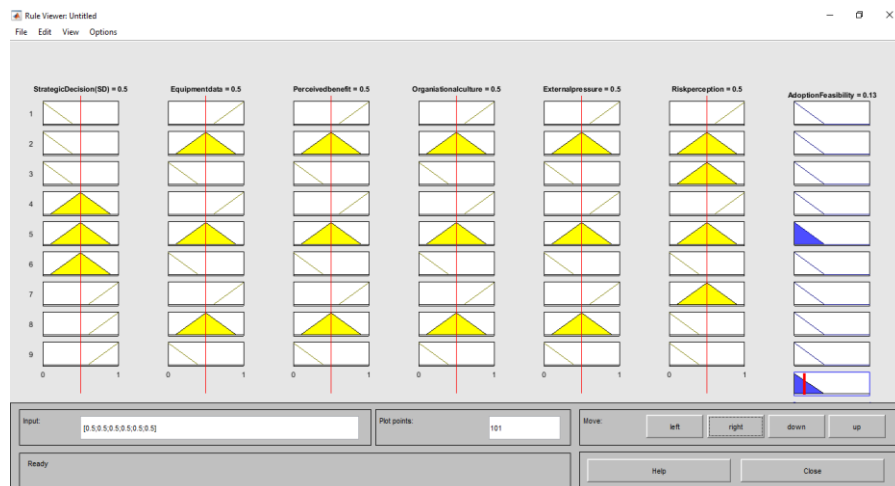 Rule Viewer: Untitled
File Edit View Options
StrategicDecision(SD) = 0.5 Equipmentdata = 0.5 Perceivedbenefit = 0.5 Organiationalculture = 0.5 Externalpressure = 0.5 Riskperception = 0.5 AdoptionFeasibility = 0.13
1
2
3
4
5
6
7
8
9
0 1 0 1 0 1 0 1 0 1 0 1
Input: [0.5;0.5;0.5;0.5;0.5;0.5] Plot points: 101 Move: left right down up
Ready Help Close